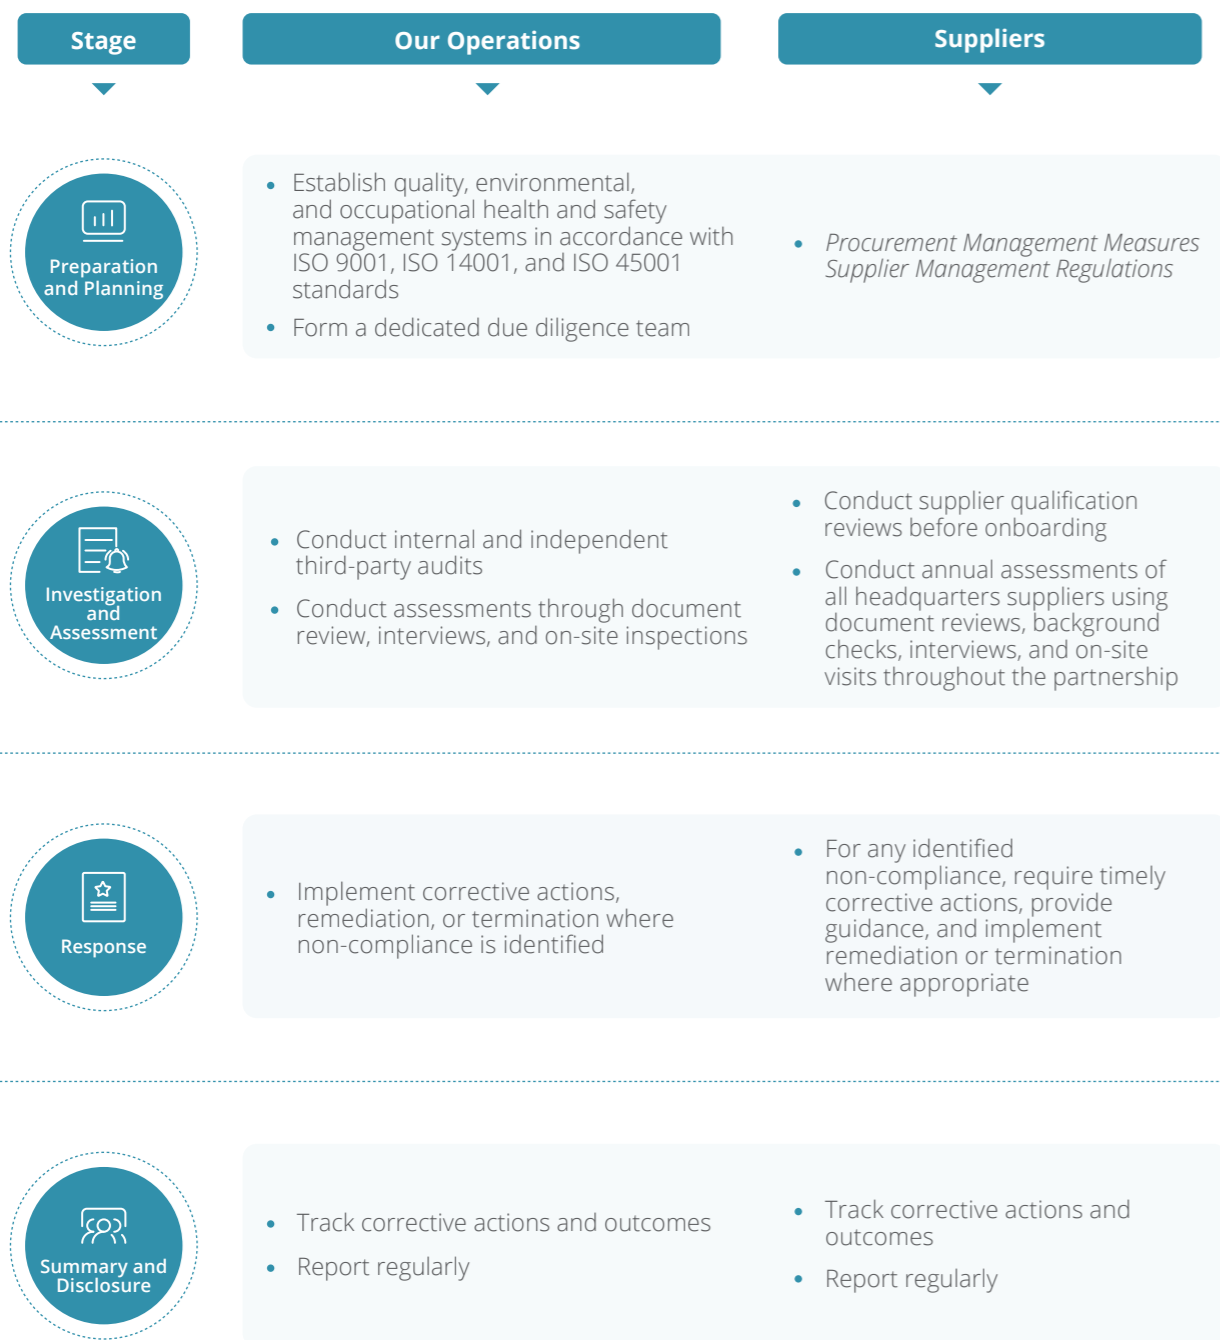 Stage
Our Operations
Suppliers
Preparation
and Planning
• Establish quality, environmental,
and occupational health and safety
management systems in accordance with
ISO 9001, ISO 14001, and ISO 45001
standards
• Form a dedicated due diligence team
• Procurement Management Measures
Supplier Management Regulations
Investigation
and
Assessment
• Conduct internal and independent
third-party audits
• Conduct assessments through document
review, interviews, and on-site inspections
• Conduct supplier qualification
reviews before onboarding
• Conduct annual assessments of
all headquarters suppliers using
document reviews, background
checks, interviews, and on-site
visits throughout the partnership
Response
• Implement corrective actions,
remediation, or termination where
non-compliance is identified
• For any identified
non-compliance, require timely
corrective actions, provide
guidance, and implement
remediation or termination
where appropriate
Summary and
Disclosure
• Track corrective actions and outcomes
• Report regularly
• Track corrective actions and
outcomes
• Report regularly